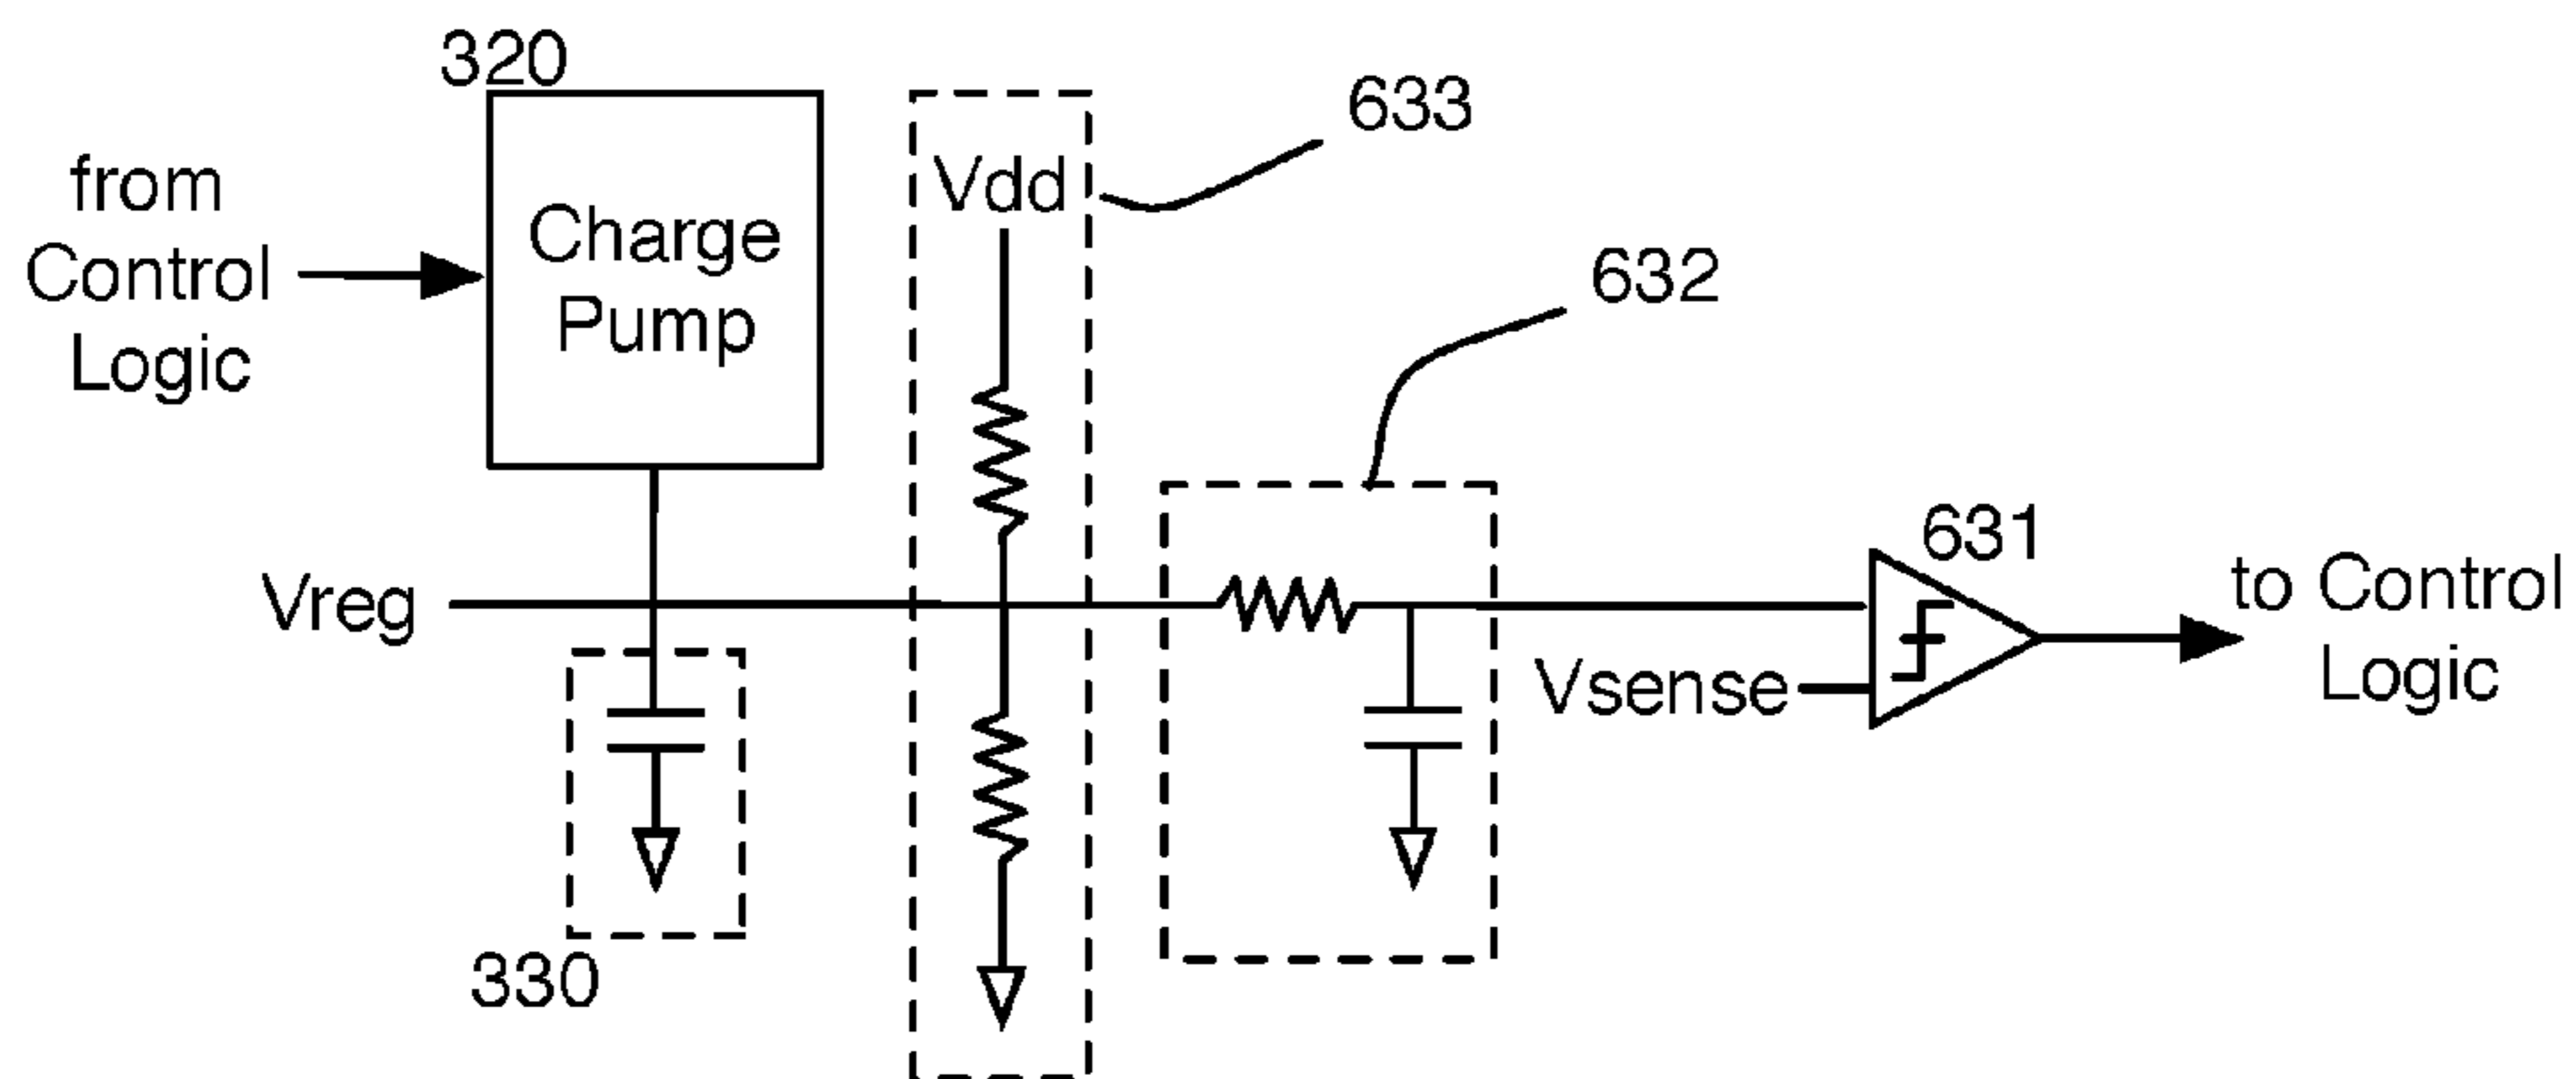 320
633
from
Control
Logic
Charge
Pump
Vdd
632
631
Vreg
Vsense
to Control
Logic
330